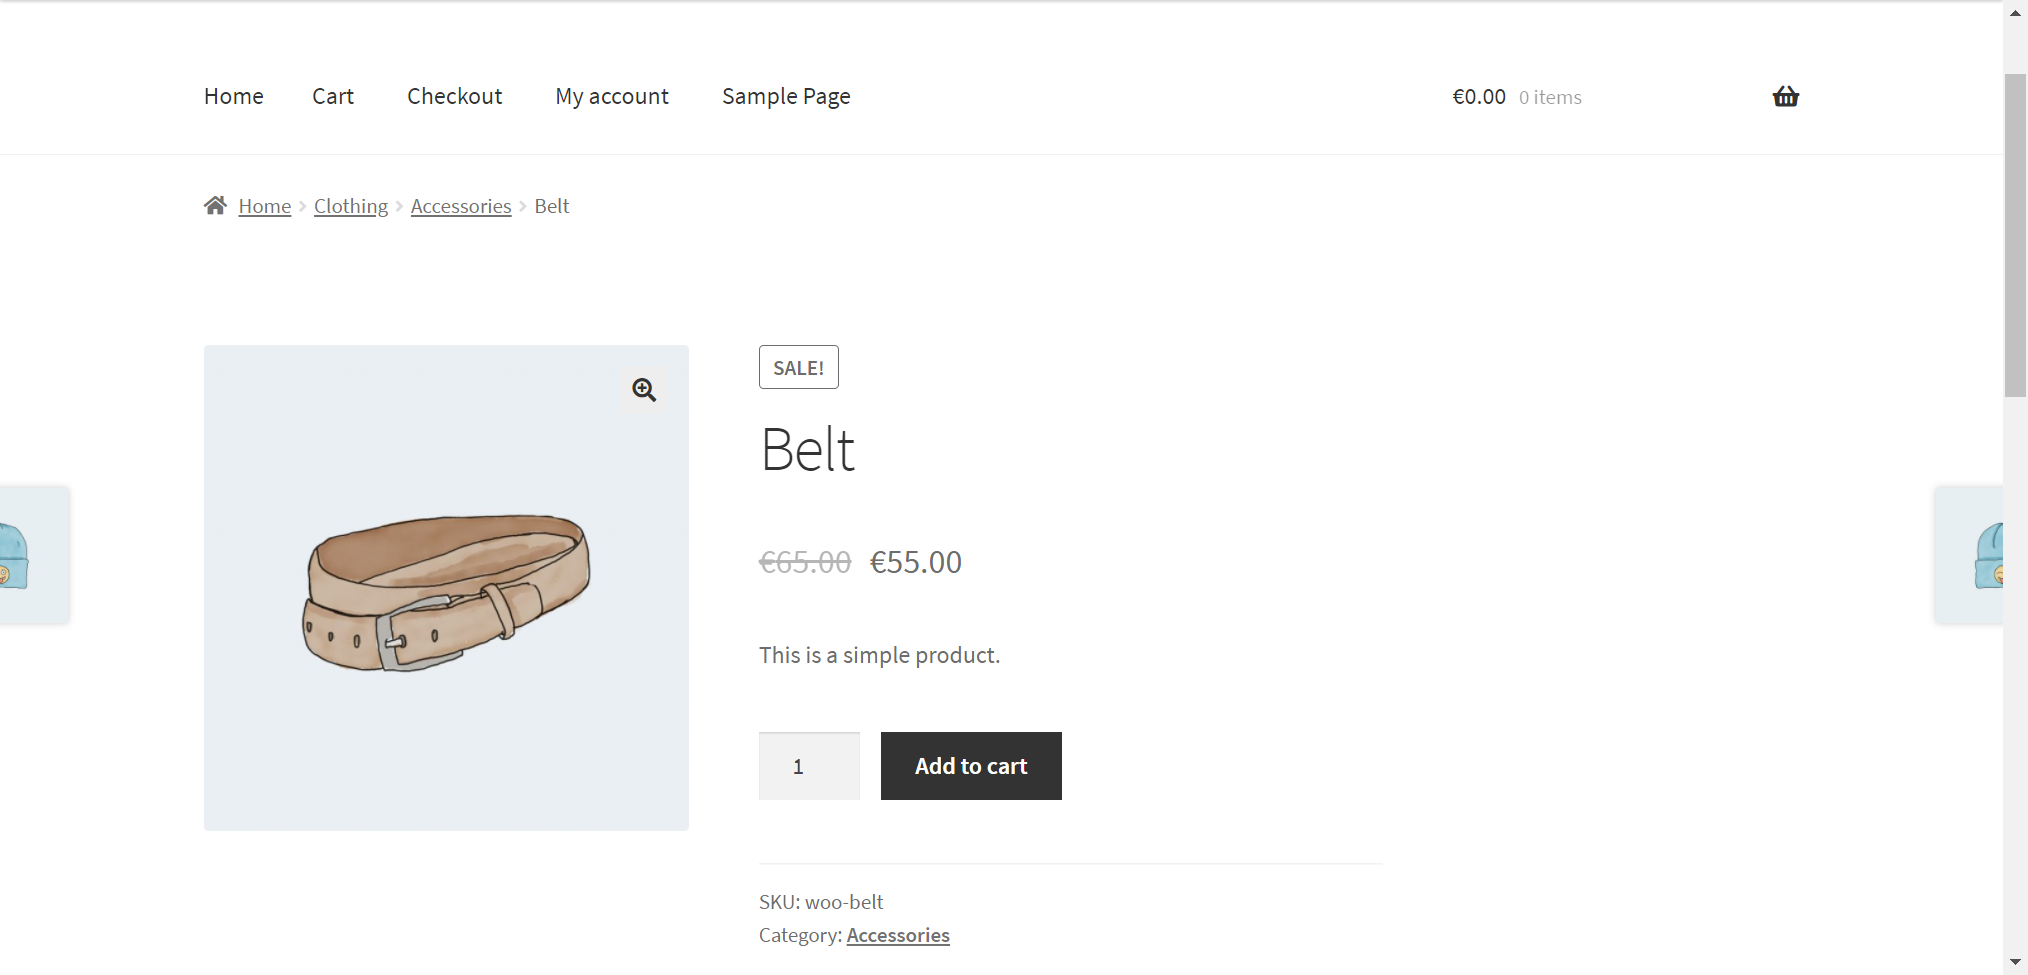 Home Cart Checkout My account Sample Page €0.00 0 items
Home Clothing Accessories Belt
SALE!
Belt
€65.00 €55.00
This is a simple product.
1 Add to cart
SKU: woo-belt
Category: Accessories